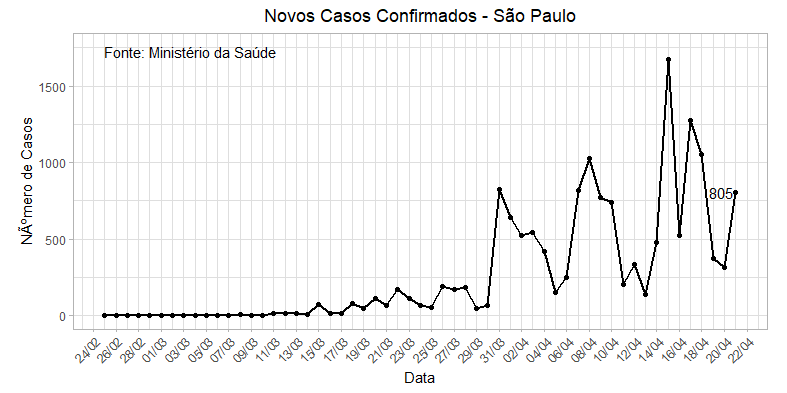 Novos Casos Confirmados - São Paulo
Fonte: Ministério da Saúde
NÃºmero de Casos
1500
1000
500
0
805
24/02 26/02 28/02 01/03 03/03 05/03 07/03 09/03 11/03 13/03 15/03 17/03 19/03 21/03 23/03 25/03 27/03 29/03 31/03 02/04 04/04 06/04 08/04 10/04 12/04 14/04 16/04 18/04 20/04 22/04
Data